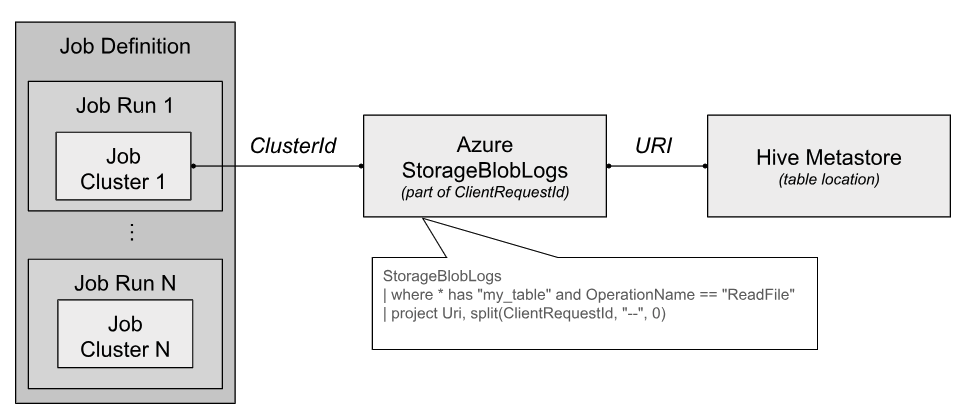 Job Definition
Job Run 1
Job
Cluster 1
⋮
Job Run N
Job
Cluster N
ClusterId
Azure
StorageBlobLogs
(part of ClientRequestId)
URI
Hive Metastore
(table location)
StorageBlobLogs
| where * has "my_table" and OperationName == "ReadFile"
| project Uri, split(ClientRequestId, "--", 0)